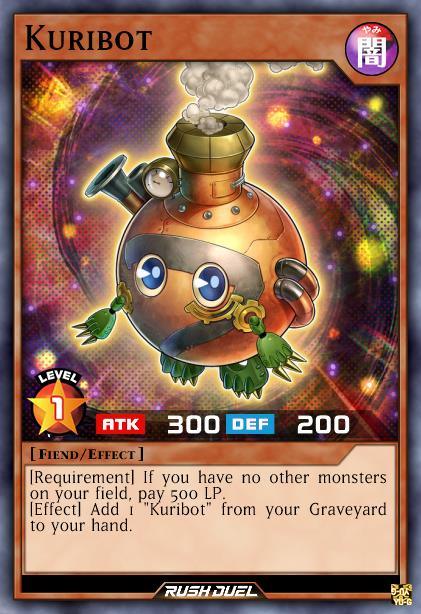 KURIBOT
やみ
闇
LEVEL
1
ATK 300 DEF 200
[FIEND/EFFECT]
[Requirement] If you have no other monsters
on your field, pay 500 LP.
[Effect] Add 1 "Kuribot" from your Graveyard
to your hand.
RUSH DUEL